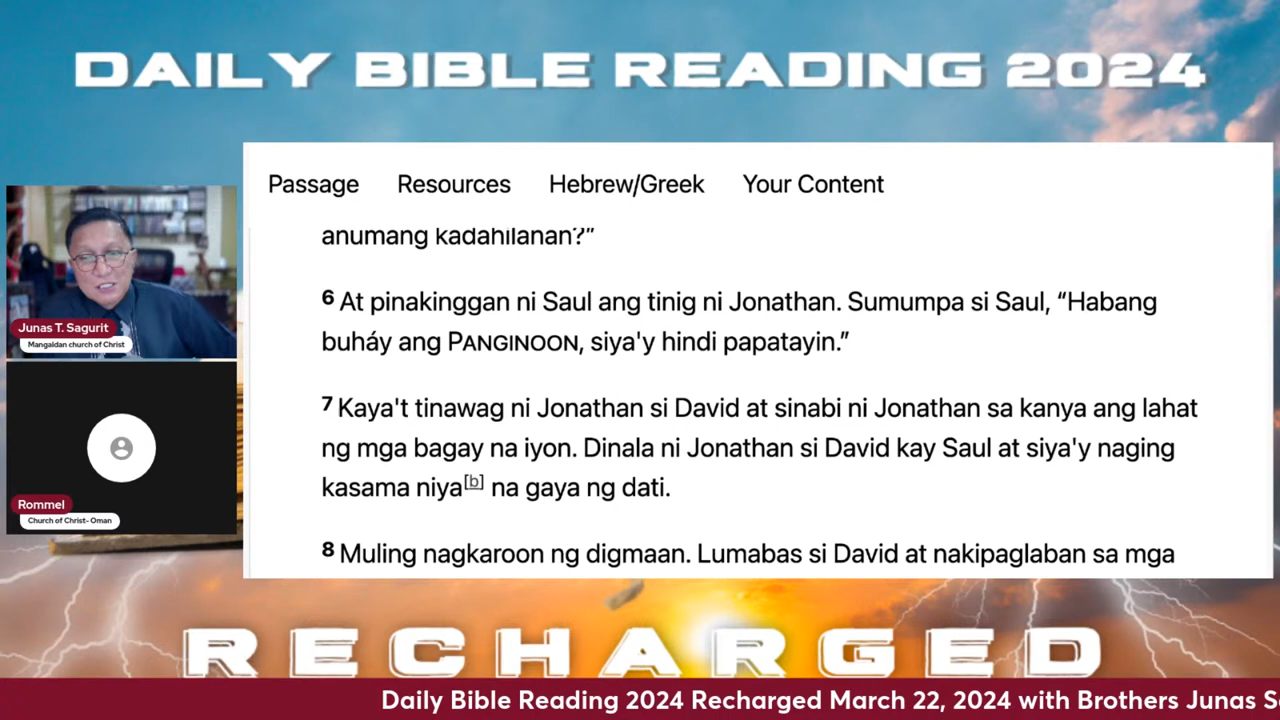 DAILY BIBLE READING 2024
Passage Resources Hebrew/Greek Your Content
anumang kadahilanan?”
6 At pinakinggan ni Saul ang tinig ni Jonathan. Sumumpa si Saul, “Habang
buháy ang PANGINOON, siya'y hindi papatayin.”
7 Kaya't tinawag ni Jonathan si David at sinabi ni Jonathan sa kanya ang lahat
ng mga bagay na iyon. Dinala ni Jonathan si David kay Saul at siya'y naging
kasama niya[b] na gaya ng dati.
8 Muling nagkaroon ng digmaan. Lumabas si David at nakipaglaban sa mga
Junas T. Sagurit
Mangaldan church of Christ
Rommel
Church of Christ- Oman
RECHARGED
Daily Bible Reading 2024 Recharged March 22, 2024 with Brothers Junas